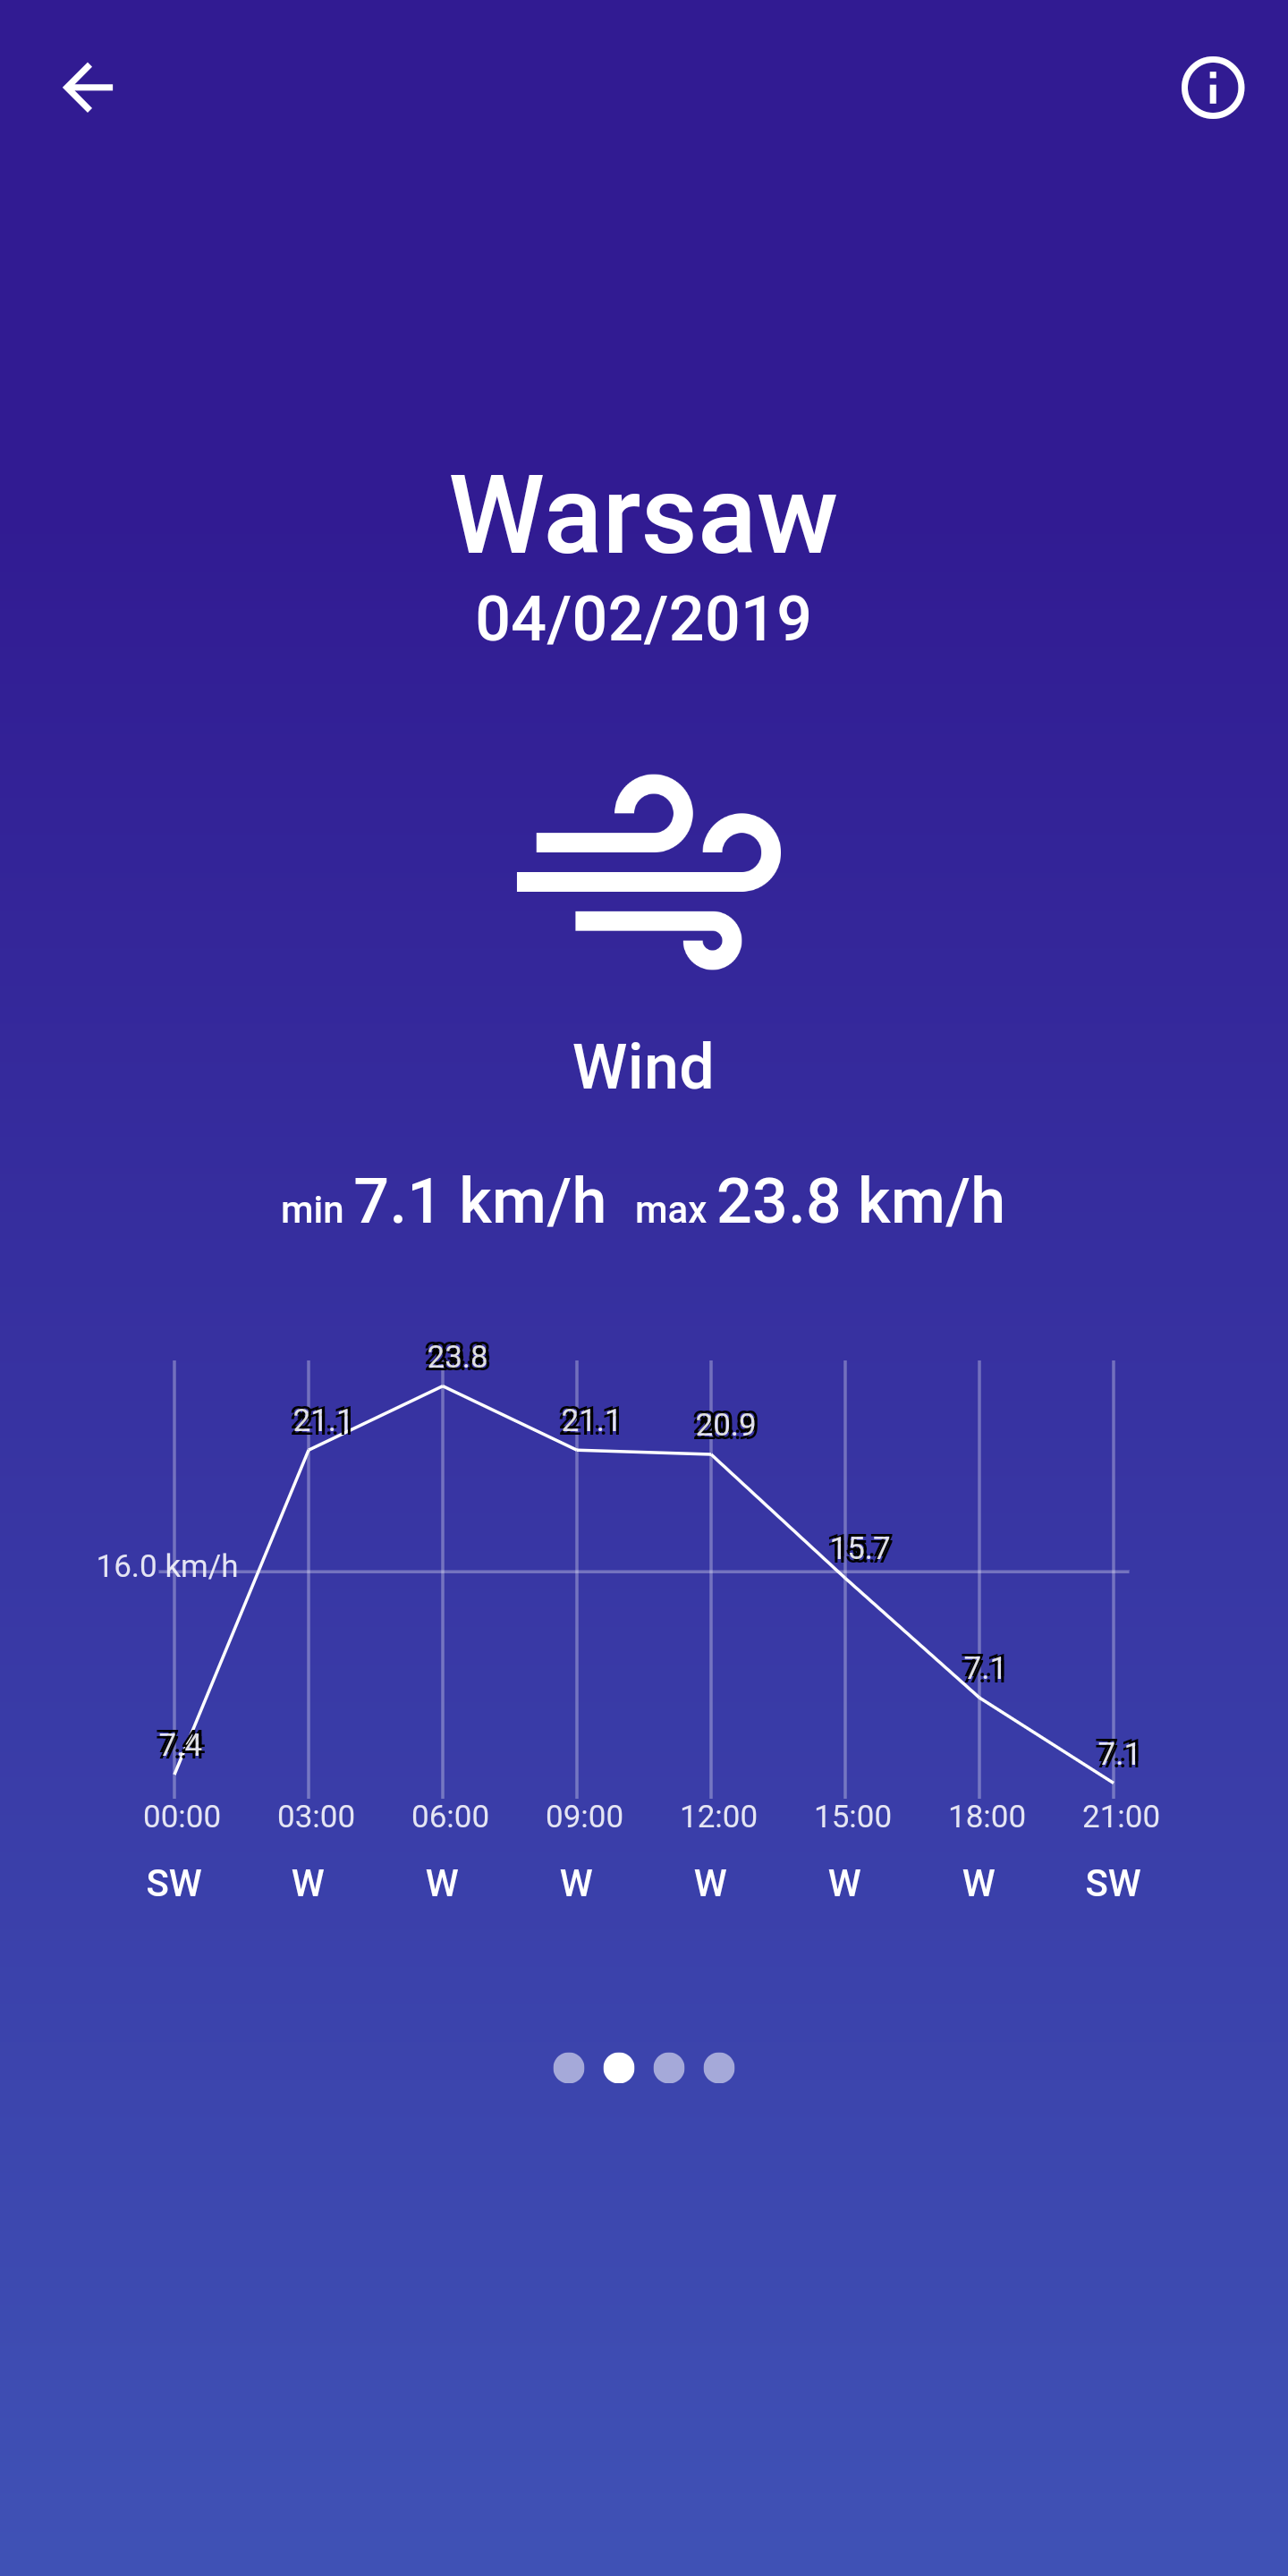 Warsaw
04/02/2019
Wind
min 7.1 km/h max 23.8 km/h
23.8
21.1 21.1 20.9
15.7
16.0 km/h
7.1
7.4 7.1
00:00 03:00 06:00 09:00 12:00 15:00 18:00 21:00
SW W W W W W W SW